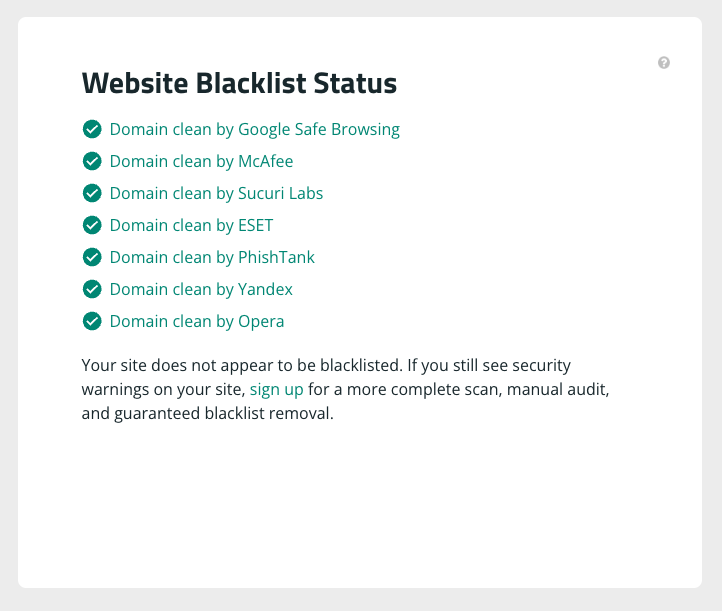 Website Blacklist Status
Domain clean by Google Safe Browsing
Domain clean by McAfee
Domain clean by Sucuri Labs
Domain clean by ESET
Domain clean by PhishTank
Domain clean by Yandex
Domain clean by Opera
Your site does not appear to be blacklisted. If you still see security
warnings on your site, sign up for a more complete scan, manual audit,
and guaranteed blacklist removal.